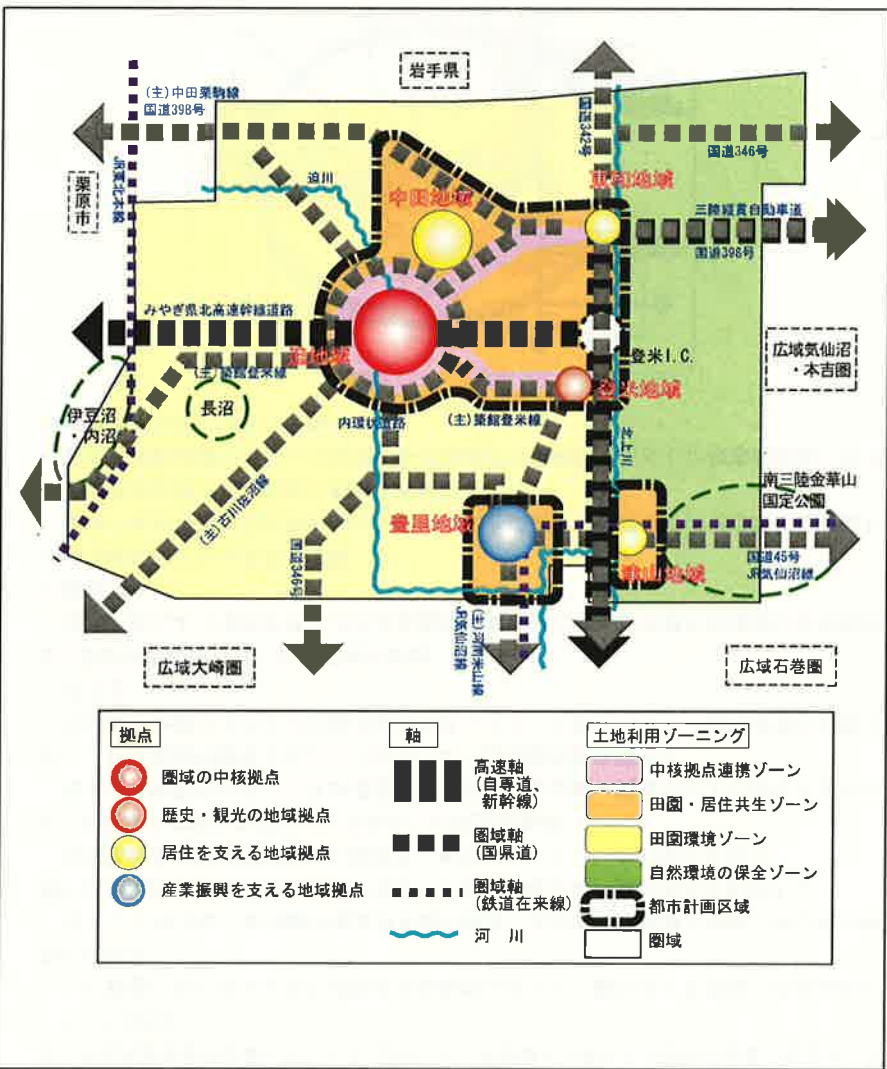 岩手県
(主)中田栗駒線
国道398号
国道342号
国道346号
JR東北本線
栗原市
迫川
中田地域
東和地域
三陸縦貫自動車道
国道398号
みやぎ県北高速幹線道路
迫地域
(主)築館登米線
登米I.C.
広域気仙沼
・本吉圏
伊豆沼
・内沼
長沼
内環状道路
(主)築館登米線
登米地域
北上川
(主)古川佐沼線
南三陸金華山
国定公園
豊里地域
国道346号
津山地域
国道45号
JR気仙沼線
JR気仙沼線
(主)河南米山線
広域大崎圏
広域石巻圏
拠点
圏域の中核拠点
歴史・観光の地域拠点
居住を支える地域拠点
産業振興を支える地域拠点
軸
高速軸
(自専道、
新幹線)
圏域軸
(国県道)
圏域軸
(鉄道在来線)
河 川
土地利用ゾーニング
中核拠点連携ゾーン
田園・居住共生ゾーン
田園環境ゾーン
自然環境の保全ゾーン
都市計画区域
圏域